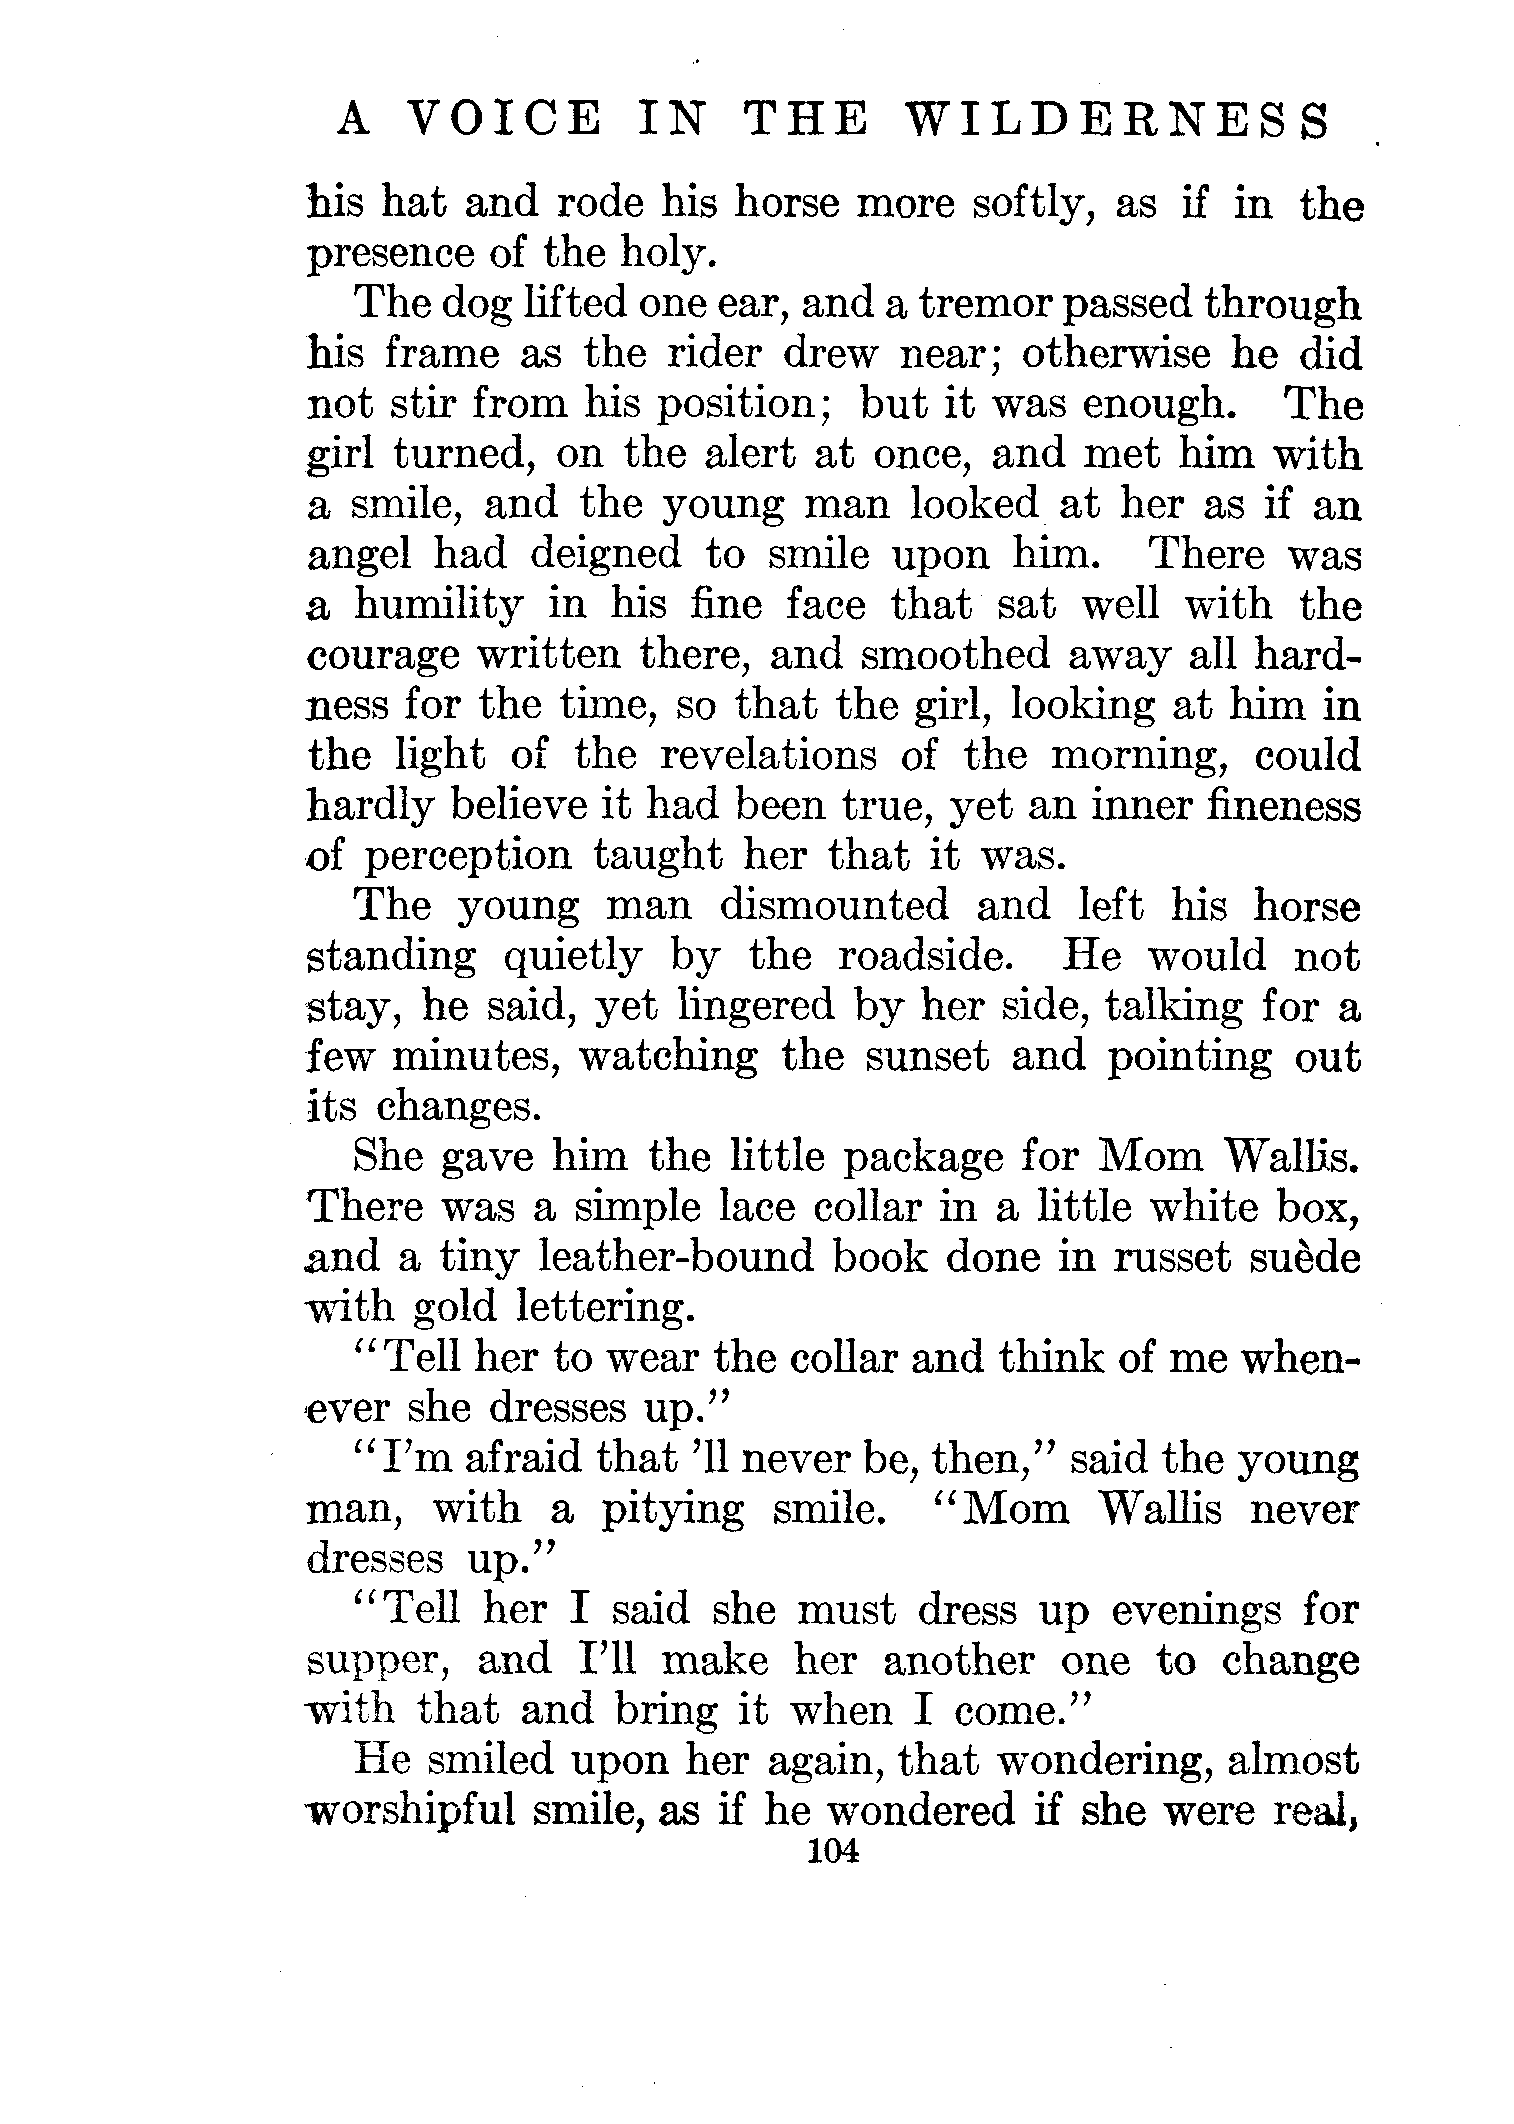 A VOICE IN THE WILDERNESS
his hat and rode his horse more softly, as if in the
presence of the holy.
The dog lifted one ear, and a tremor passed through
his frame as the rider drew near; otherwise he did
not stir from his position; but it was enough. The
girl turned, on the alert at once, and met him with
a smile, and the young man looked at her as if an
angel had deigned to smile upon him. There was
a humility in his fine face that sat well with the
courage written there, and smoothed away all hard-
ness for the time, so that the girl, looking at him in
the light of the revelations of the morning, could
hardly believe it had been true, yet an inner fineness
of perception taught her that it was.
The young man dismounted and left his horse
standing quietly by the roadside. He would not
stay, he said, yet lingered by her side, talking for a
few minutes, watching the sunset and pointing out
its changes.
She gave him the little package for Mom Wallis.
There was a simple lace collar in a little white box,
and a tiny leather-bound book done in russet suède
with gold lettering.
“Tell her to wear the collar and think of me when-
ever she dresses up.”
“I’m afraid that ’ll never be, then,” said the young
man, with a pitying smile. “Mom Wallis never
dresses up.”
“Tell her I said she must dress up evenings for
supper, and I’ll make her another one to change
with that and bring it when I come.”
He smiled upon her again, that wondering, almost
worshipful smile, as if he wondered if she were real,
104